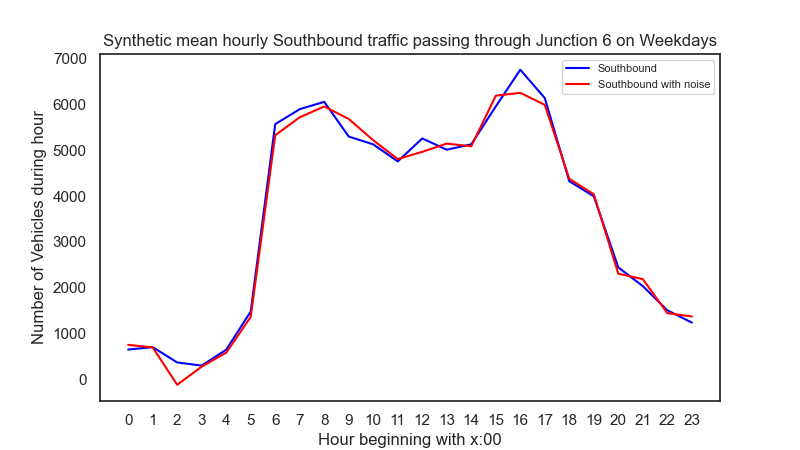 Synthetic mean hourly Southbound traffic passing through Junction 6 on Weekdays
Southbound
Southbound with noise
Number of Vehicles during hour
7000
6000
5000
4000
3000
2000
1000
0
0 1 2 3 4 5 6 7 8 9 10 11 12 13 14 15 16 17 18 19 20 21 22 23
Hour beginning with x:00